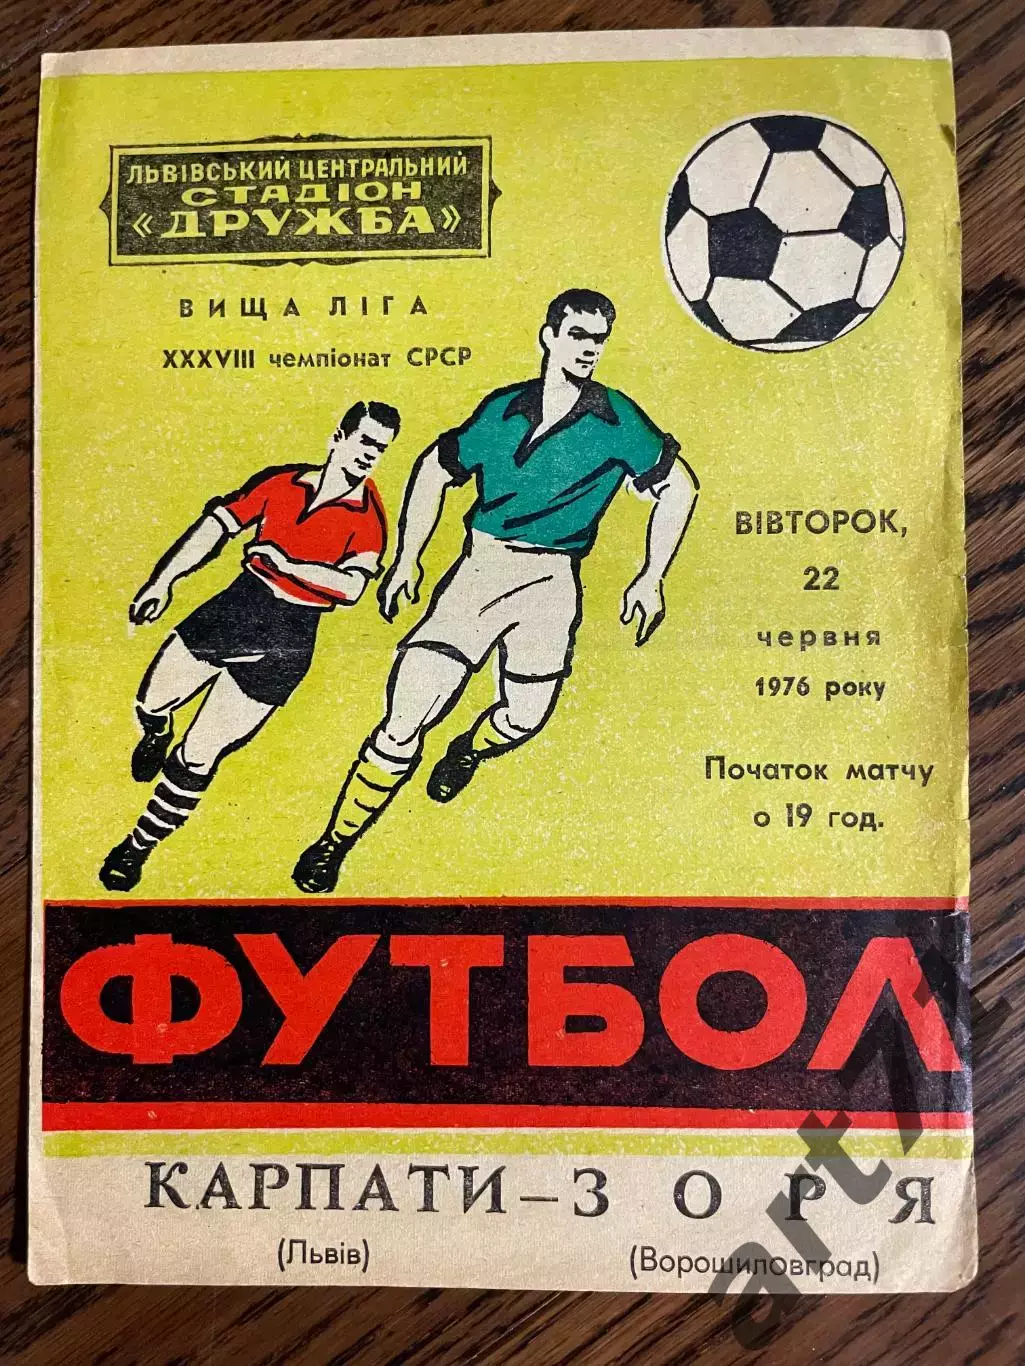 ЛЬВІВСЬКИЙ ЦЕНТРАЛЬНИЙ
СТАДІОН
«ДРУЖБА»
ВИЩА ЛІГА
XXXVIII чемпіонат СРСР
ВІВТОРОК,
22
червня
1976 року
Початок матчу
о 19 год.
ФУТБОЛ
КАРПАТИ–ЗОРЯ
(Львів) (Ворошиловград)